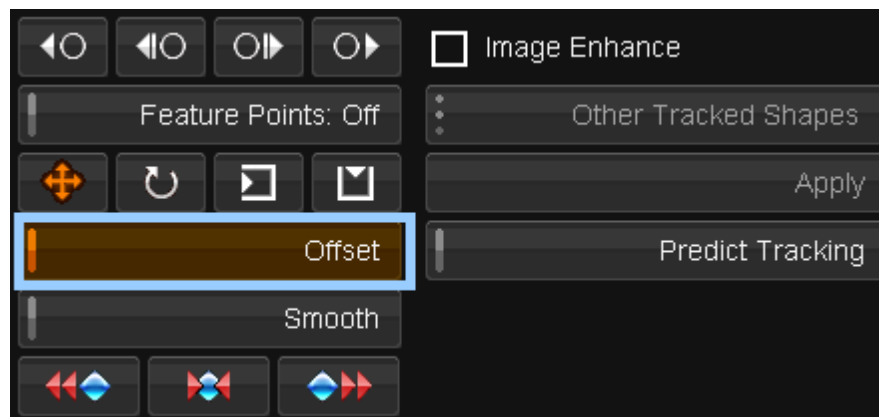 Image Enhance
Feature Points: Off
Other Tracked Shapes
Apply
Offset
Predict Tracking
Smooth